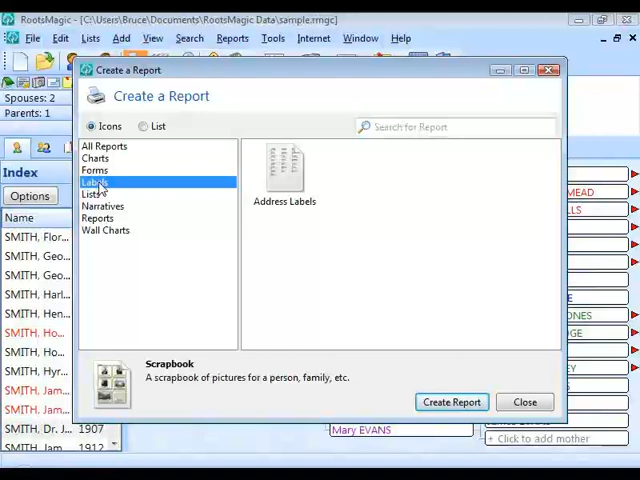 RootsMagic - [C:\Users\Bruce\Documents\RootsMagic Data\sample.rmgc]
File Edit Lists View Search Reports Add Tools Internet Window Help
Spouses: 2
Parents: 1
Index
Options
Name
SMITH, Flor...
SMITH, Geo...
SMITH, Geo...
SMITH, Harl...
SMITH, Hen...
SMITH, Ho...
SMITH, Ho...
SMITH, Hyr...
SMITH, Jam...
SMITH, Jam...
SMITH, Dr. J... 1907
SMITH, Jam... 1912
Create a Report
Create a Report
Icons List
Search for Report
All Reports
Charts
Forms
Labels
Lists
Narratives
Reports
Wall Charts
Address Labels
Scrapbook
A scrapbook of pictures for a person, family, etc.
Create Report Close
MEAD
LLS
ONES
DGE
EY
Mary EVANS
+ Click to add mother